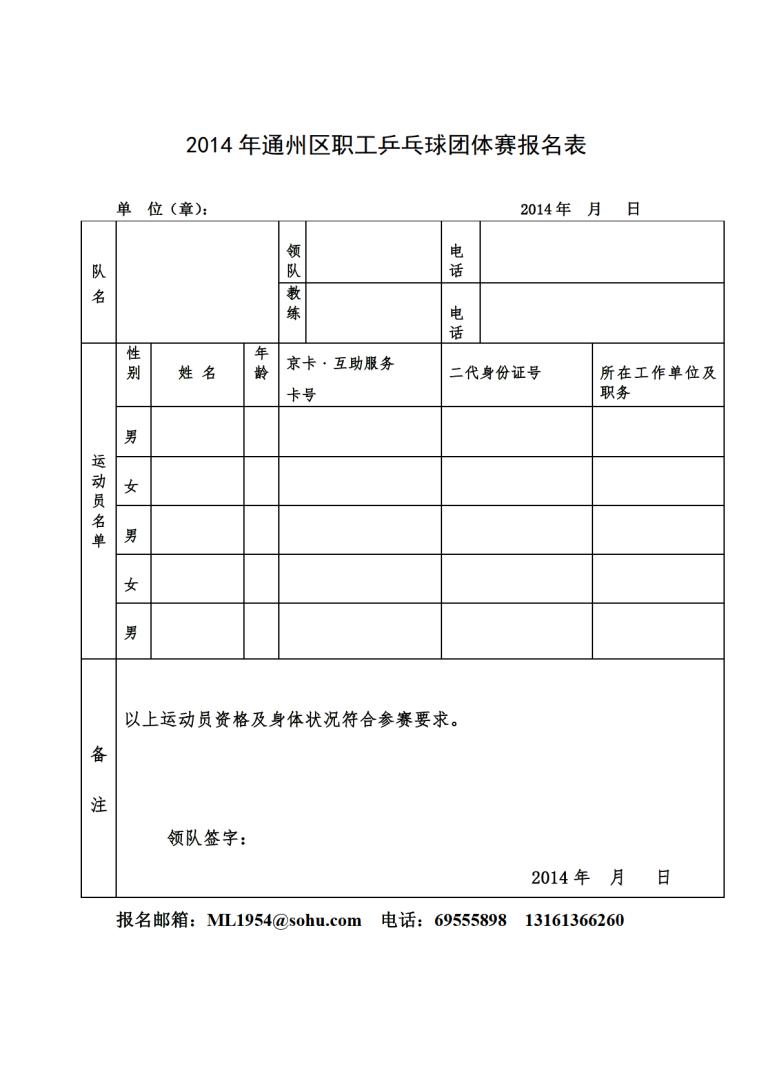 2014 年通州区职工乒乓球团体赛报名表
单 位（章）： 2014 年 月 日
队名 领队 电话
教练 电话
运动员名单 性别 姓 名 年龄 京卡·互助服务卡号 二代身份证号 所在工作单位及职务
男
女
男
女
男
备注 以上运动员资格及身体状况符合参赛要求。
领队签字：
2014 年 月 日
报名邮箱：ML1954@sohu.com 电话：69555898 13161366260